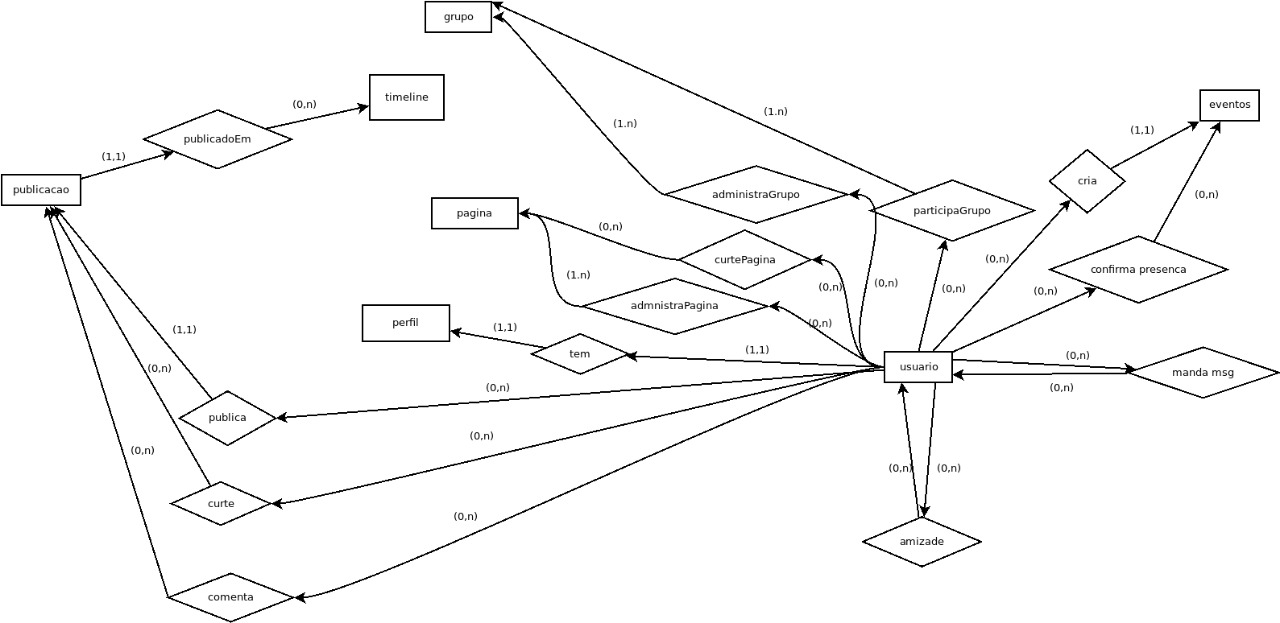 grupo
timeline
(0,n)
eventos
(1.n)
(1.n)
(1,1)
publicadoEm
(1,1)
publicacao
cria
administraGrupo
participaGrupo
(0,n)
pagina
(0,n)
curtePagina
(0,n)
confirma presenca
(1.n)
(0,n)
(0,n)
(0,n)
(0,n)
admnistraPagina
perfil
(0,n)
(1,1)
(1,1)
tem
(1,1)
(0,n)
usuario
(0,n)
manda msg
(0,n)
(0,n)
publica
(0,n)
(0,n)
(0,n)
(0,n)
curte
(0,n)
amizade
comenta